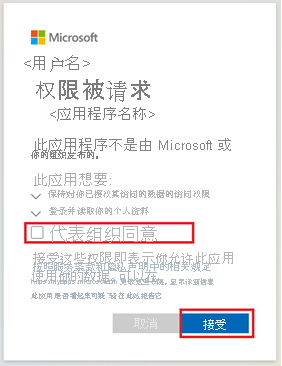 Microsoft
<用户名>
权限被请求
<应用程序名称>
此应用程序不是由 Microsoft 或
你的组织发布的。
此应用想要:
保持对你已授权其访问的数据的访问权限
登录并读取你的个人资料
代表组织同意
接受这些权限即表示你允许此应用
按照服务条款和隐私声明中的相关规定
使用你的数据。可以在
显示详细信息
此应用是否看起来可疑?请在此报告它
取消
接受